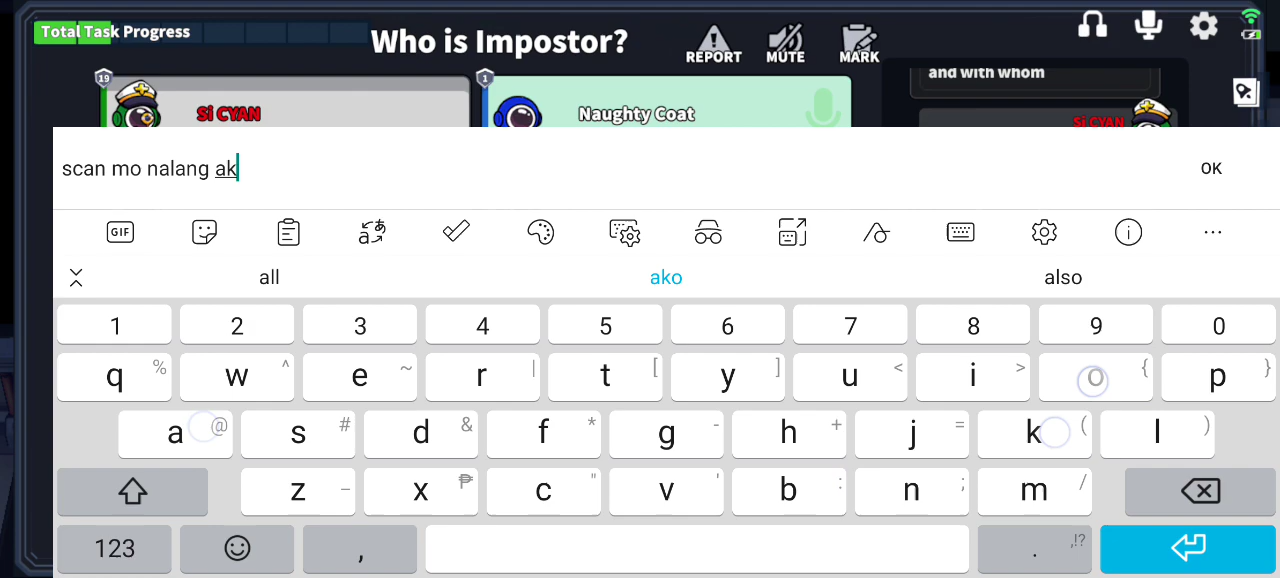 Total Task Progress
Who is Impostor?
REPORT
MUTE
MARK
and with whom
19
Si CYAN
1
Naughty Coat
Si CYAN
scan mo nalang ak
OK
GIF
all
ako
also
1 2 3 4 5 6 7 8 9 0
q % w ^ e ~ r | t [ y ] u < i > o { p }
a @ s # d & f * g - h + j = k ( l )
z _ x ₱ c " v ' b : n ; m /
123 , . ,!?